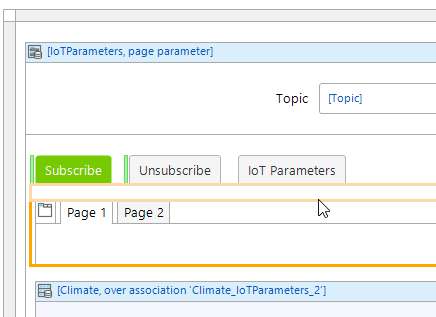 [IoTParameters, page parameter]
Topic [Topic]
Subscribe Unsubscribe IoT Parameters
Page 1 Page 2
[Climate, over association 'Climate_IoTParameters_2']